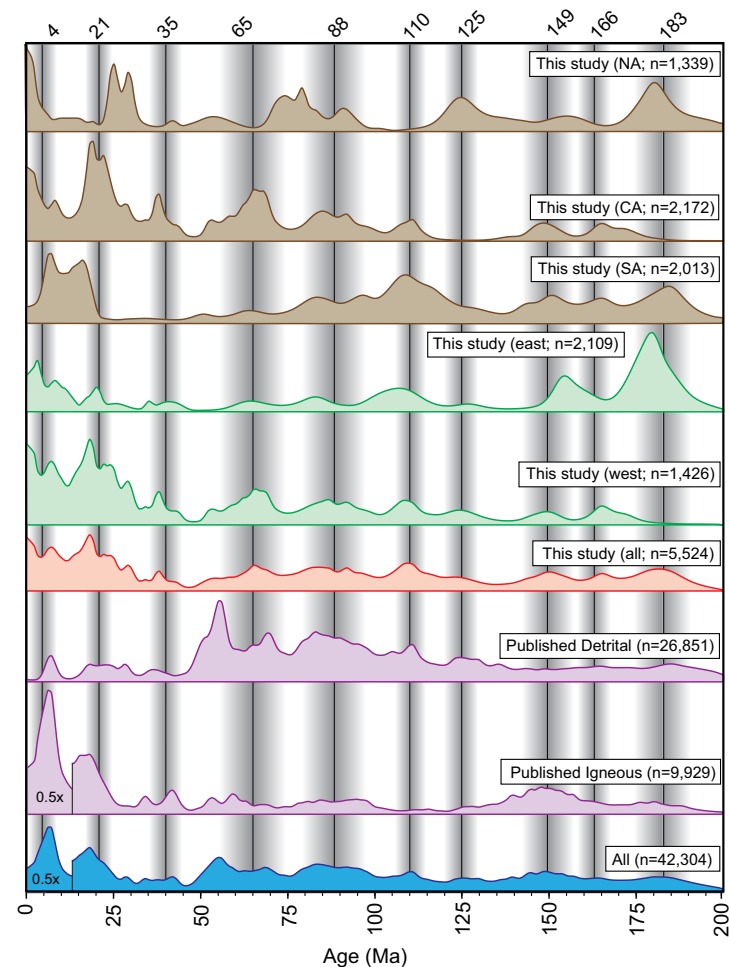 4 21 35 65 88 110 125 149 166 183
This study (NA; n=1,339)
This study (CA; n=2,172)
This study (SA; n=2,013)
This study (east; n=2,109)
This study (west; n=1,426)
This study (all; n=5,524)
Published Detrital (n=26,851)
Published Igneous (n=9,929)
0.5x
All (n=42,304)
0.5x
0 25 50 75 100 125 150 175 200
Age (Ma)